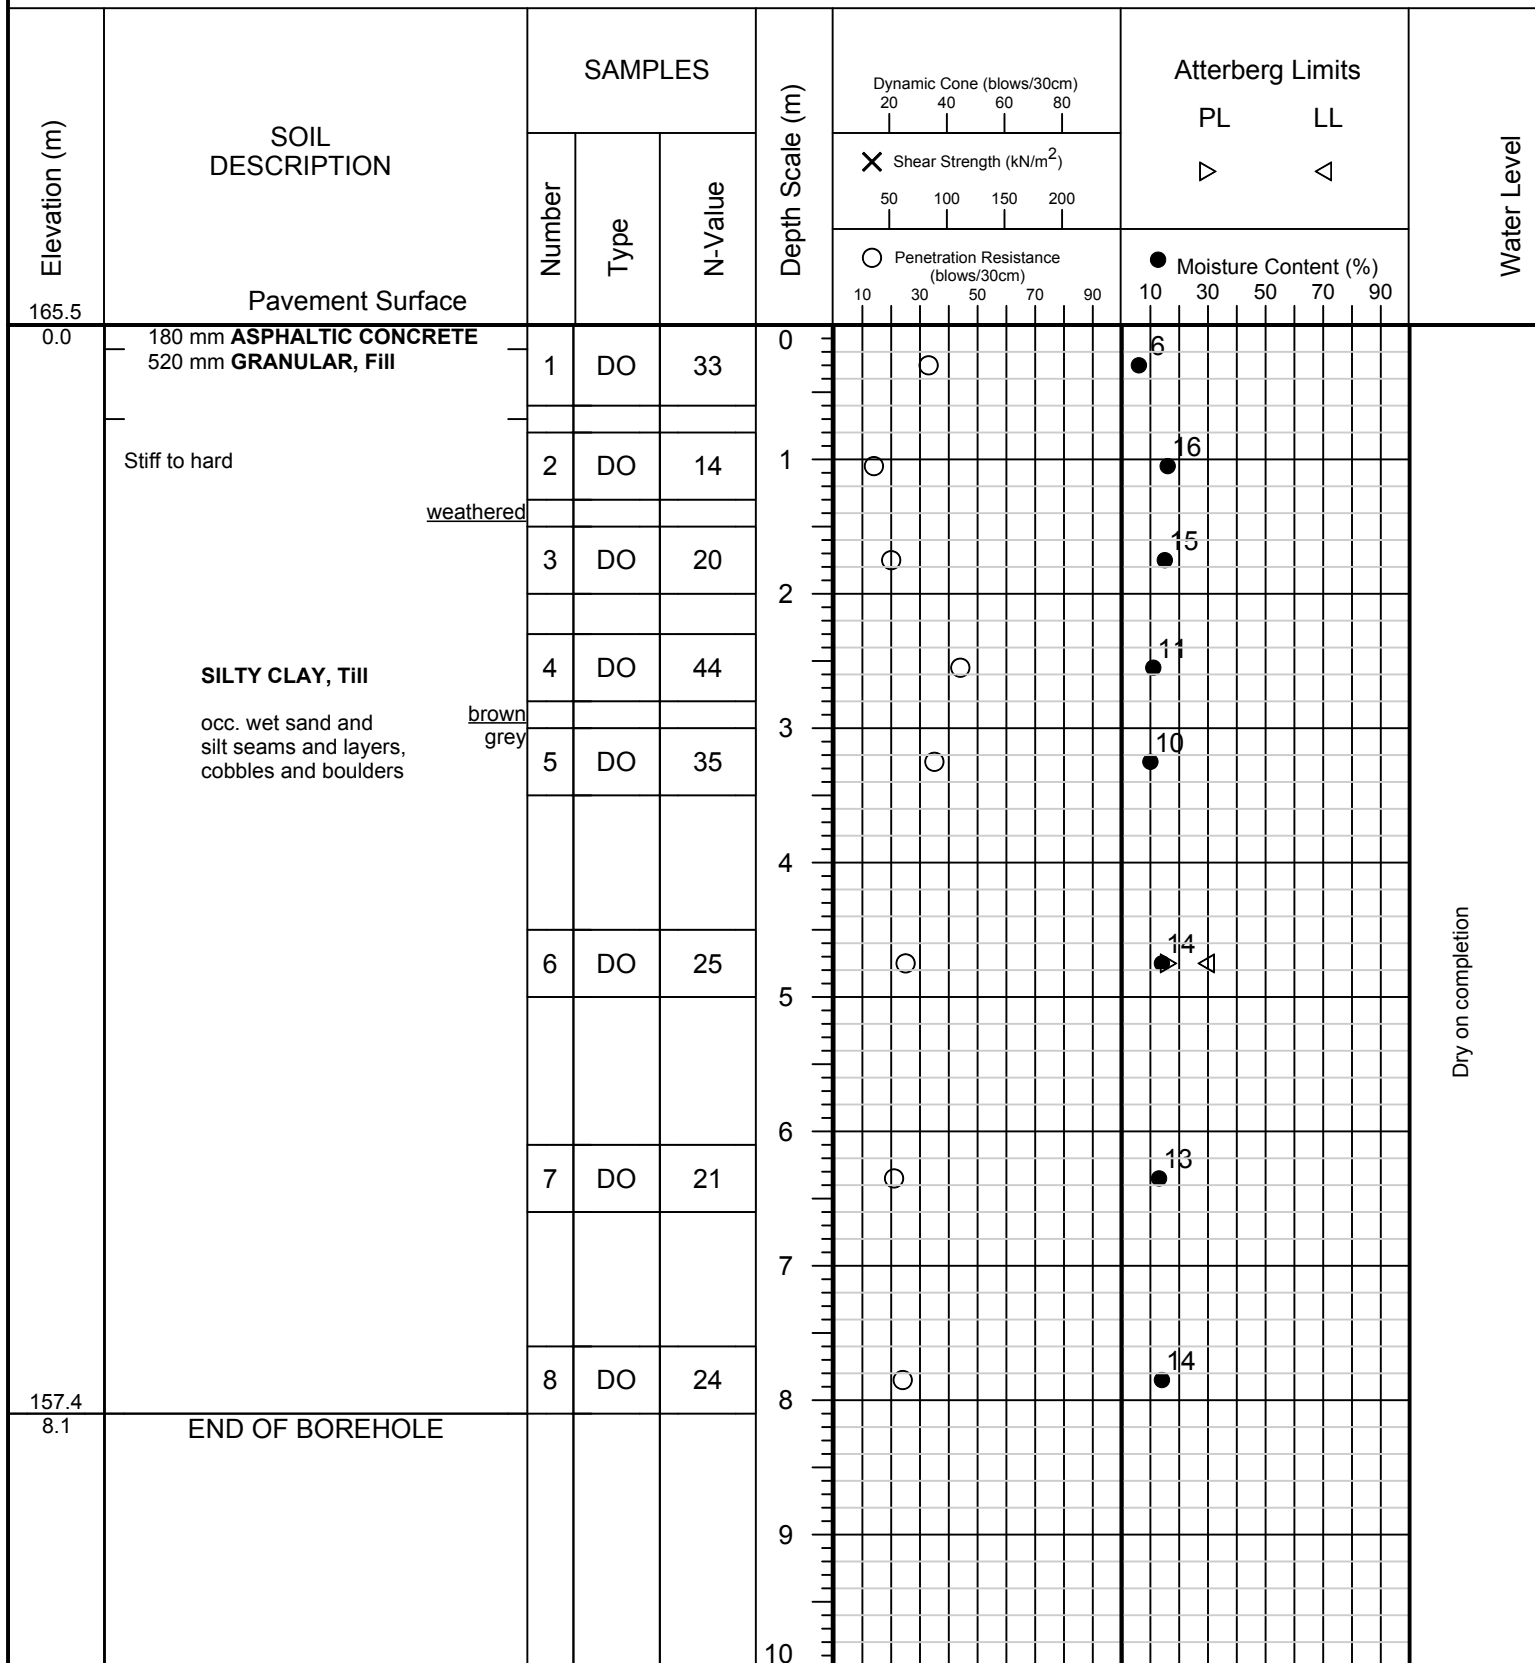 SAMPLES
Atterberg Limits
Dynamic Cone (blows/30cm)
20 40 60 80
PL LL
SOIL
DESCRIPTION
Elevation (m)
Number
Type
N-Value
Depth Scale (m)
Shear Strength (kN/m2)
50 100 150 200
Water Level
Penetration Resistance
(blows/30cm)
10 30 50 70 90
Moisture Content (%)
10 30 50 70 90
165.5
Pavement Surface
0.0
180 mm ASPHALTIC CONCRETE
520 mm GRANULAR, Fill
1 DO 33
0
6
Stiff to hard
2 DO 14
1
16
weathered
3 DO 20
15
2
SILTY CLAY, Till
4 DO 44
11
brown
grey
occ. wet sand and
silt seams and layers,
cobbles and boulders
3
5 DO 35
10
4
6 DO 25
14
5
Dry on completion
6
7 DO 21
13
7
8 DO 24
14
157.4
8
8.1
END OF BOREHOLE
9
10